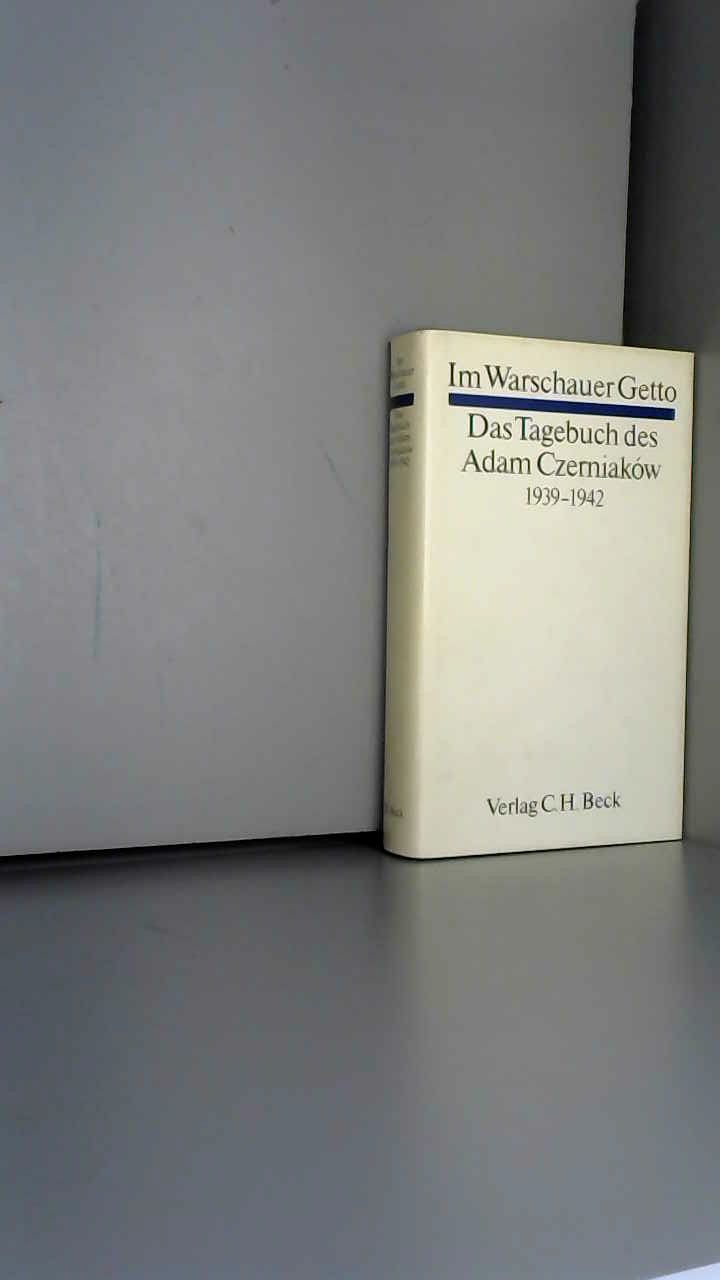 Im Warschauer Getto
Das Tagebuch des
Adam Czerniaków
1939–1942
Verlag C.H. Beck